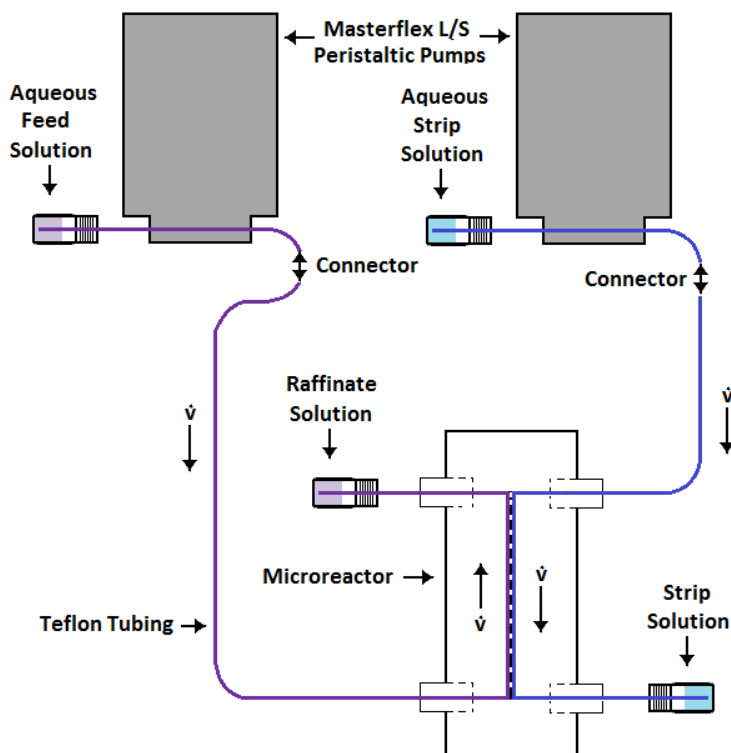 Masterflex L/S
Peristaltic Pumps
Aqueous
Feed
Solution
Aqueous
Strip
Solution
Connector
Connector
Raffinate
Solution
v̇
v̇
Microreactor
v̇
v̇
Strip
Solution
Teflon Tubing